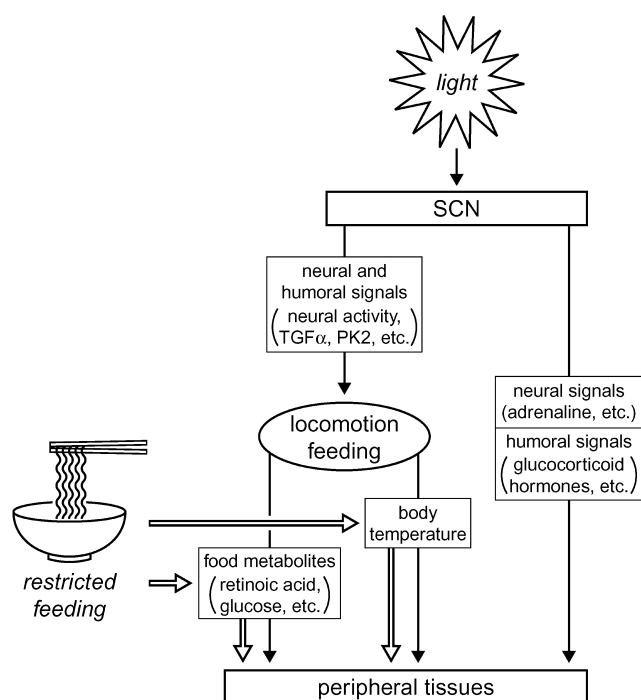 light
SCN
neural and
humoral signals
(neural activity,
TGFα, PK2, etc.)
neural signals
(adrenaline, etc.)
humoral signals
(glucocorticoid
hormones, etc.)
locomotion
feeding
body
temperature
restricted
feeding
food metabolites
(retinoic acid,
glucose, etc.)
peripheral tissues